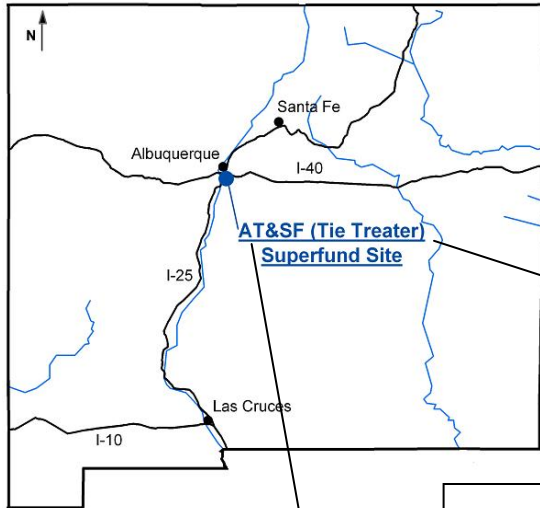 N
Santa Fe
Albuquerque
I-40
AT&SF (Tie Treater)
Superfund Site
I-25
Las Cruces
I-10